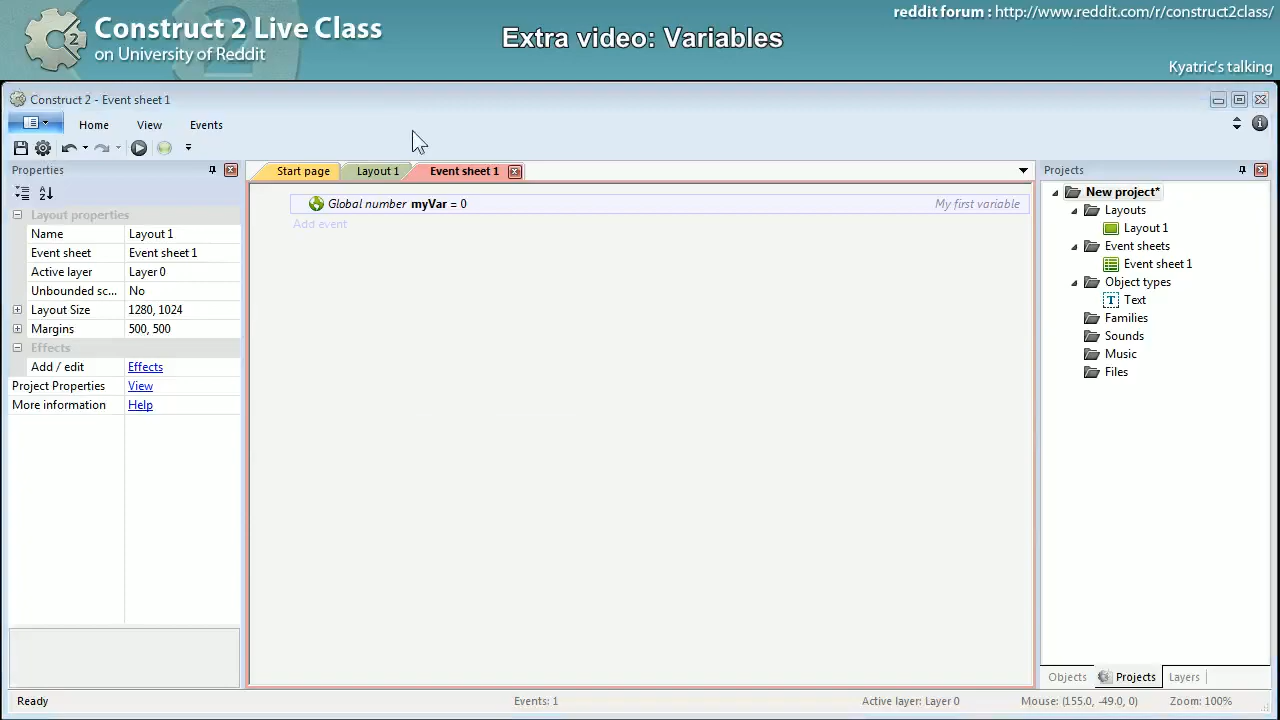 Construct 2 Live Class
on University of Reddit
Extra video: Variables
reddit forum : http://www.reddit.com/r/construct2class/
Kyatric's talking
Construct 2 - Event sheet 1
Home View Events
Properties
Layout properties
Name Layout 1
Event sheet Event sheet 1
Active layer Layer 0
Unbounded sc... No
Layout Size 1280, 1024
Margins 500, 500
Effects
Add / edit Effects
Project Properties View
More information Help
Start page Layout 1 Event sheet 1
Global number myVar = 0 My first variable
Add event
Projects
New project*
Layouts
Layout 1
Event sheets
Event sheet 1
Object types
T Text
Families
Sounds
Music
Files
Objects Projects Layers
Ready Events: 1 Active layer: Layer 0 Mouse: (155.0, -49.0, 0) Zoom: 100%